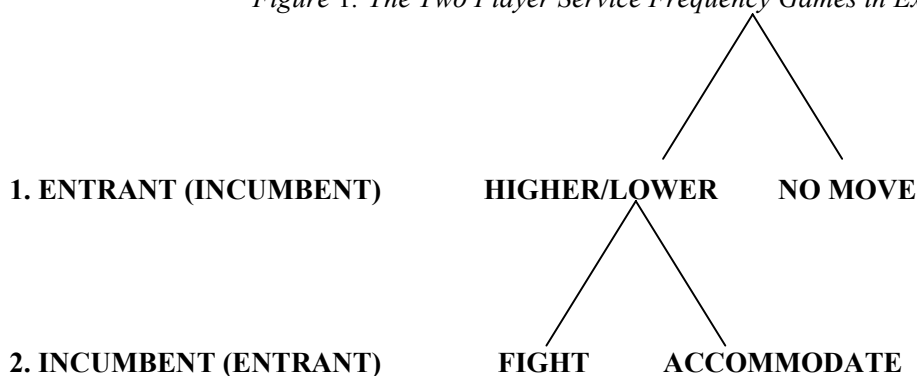 Figure 1. The Two Player Service Frequency Games in
1. ENTRANT (INCUMBENT) HIGHER/LOWER NO MOVE
2. INCUMBENT (ENTRANT) FIGHT ACCOMMODATE